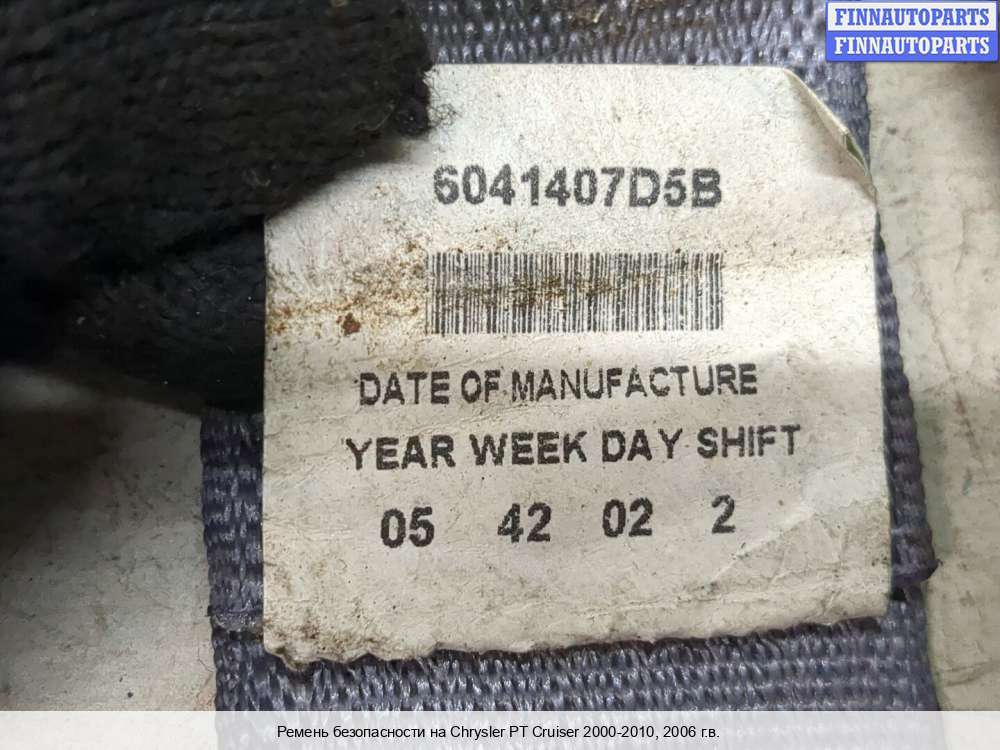 FINNAUTOPARTS
FINNAUTOPARTS
6041407D5B
DATE OF MANUFACTURE
YEAR WEEK DAY SHIFT
05 42 02 2
Ремень безопасности на Chrysler PT Cruiser 2000-2010, 2006 г.в.